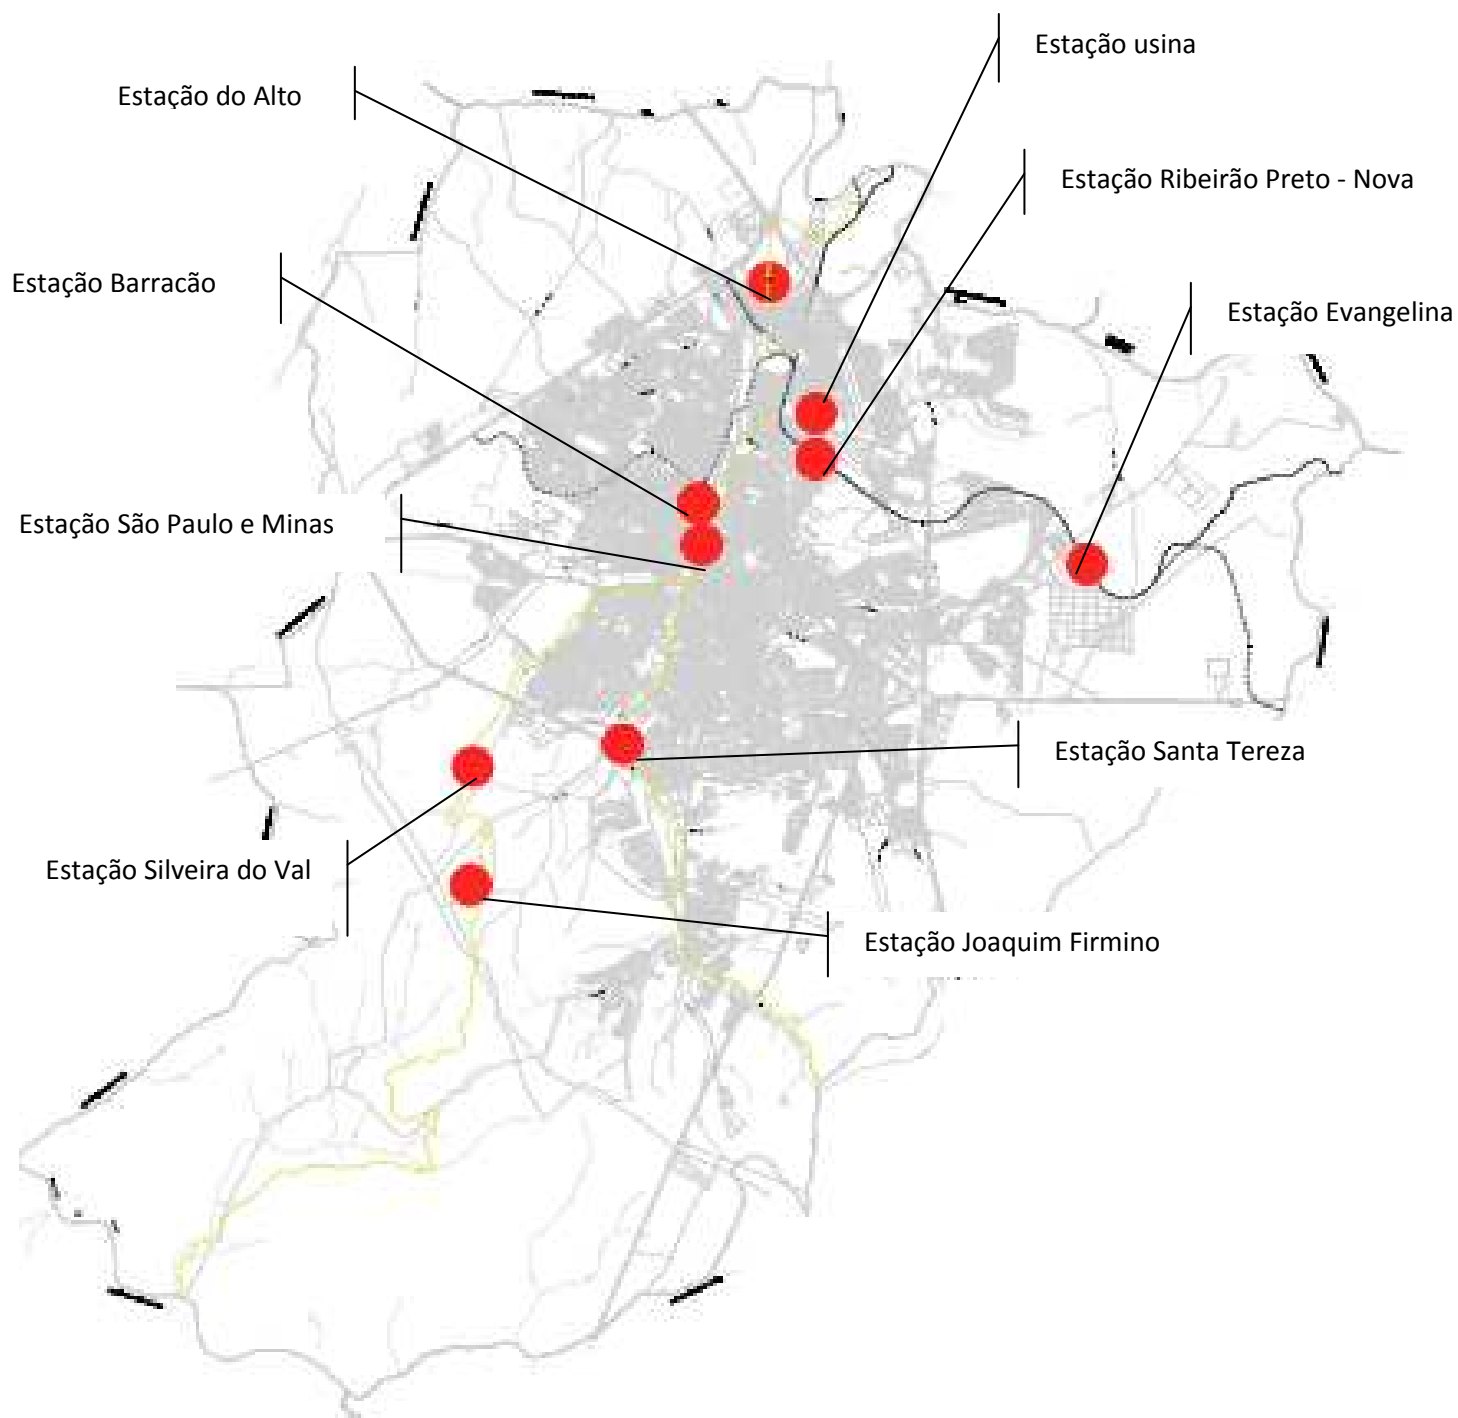 Estação usina
Estação do Alto
Estação Ribeirão Preto - Nova
Estação Barracão
Estação Evangelina
Estação São Paulo e Minas
Estação Santa Tereza
Estação Silveira do Val
Estação Joaquim Firmino